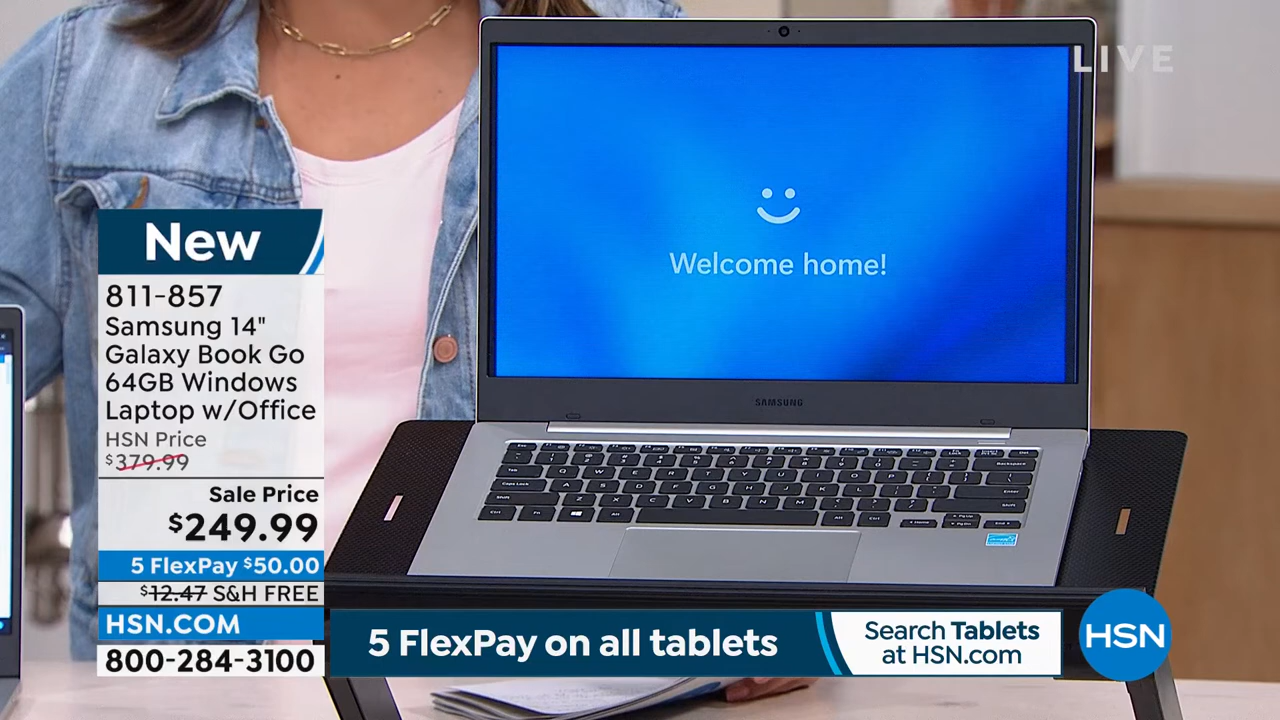 LIVE
Welcome home!
SAMSUNG
New
811-857
Samsung 14"
Galaxy Book Go
64GB Windows
Laptop w/Office
HSN Price
$379.99
Sale Price
$249.99
5 FlexPay $50.00
$12.47 S&H FREE
HSN.COM
800-284-3100
5 FlexPay on all tablets
Search Tablets
at HSN.com
HSN